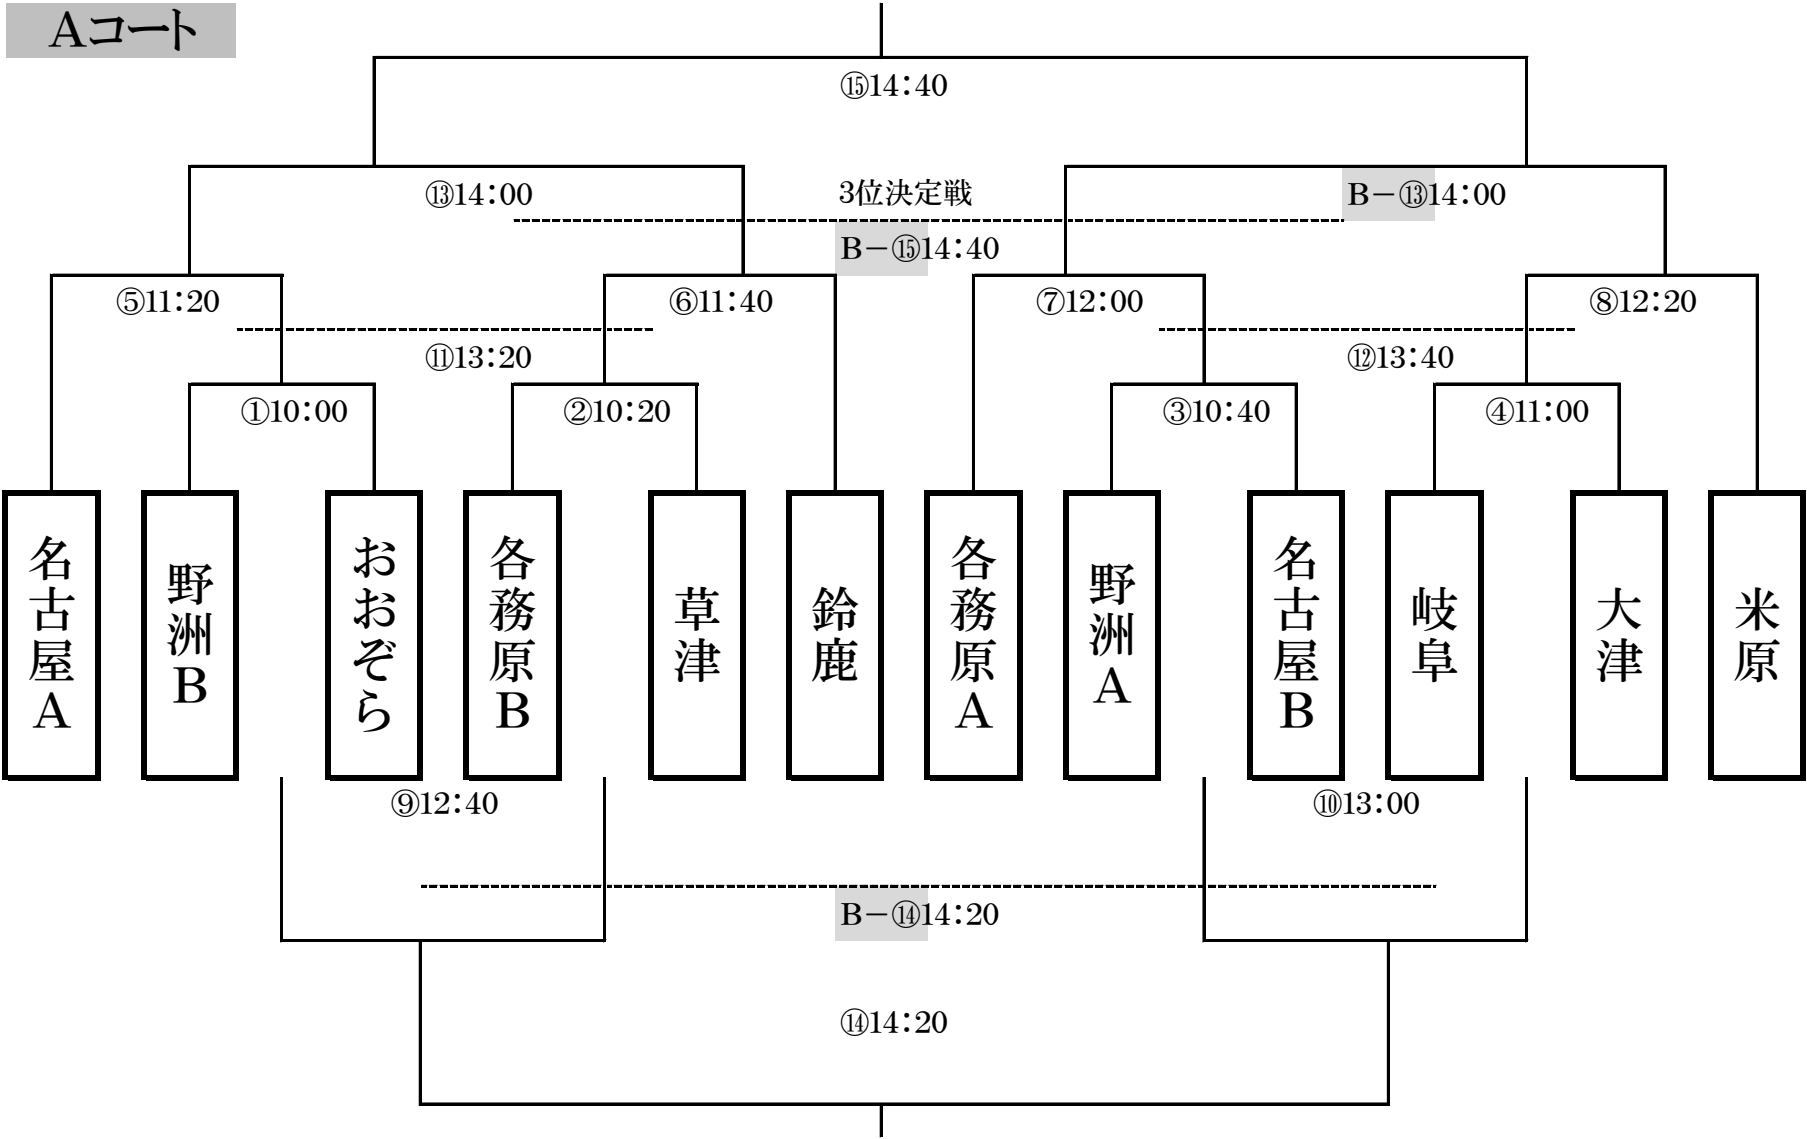 Aコート
⑮14:40
⑬14:00
3位決定戦
B－⑬14:00
B－⑮14:40
⑤11:20
⑥11:40
⑦12:00
⑧12:20
⑪13:20
⑫13:40
①10:00
②10:20
③10:40
④11:00
名古屋A
野洲B
おおぞら
各務原B
草津
鈴鹿
各務原A
野洲A
名古屋B
岐阜
大津
米原
⑨12:40
⑩13:00
B－⑭14:20
⑭14:20